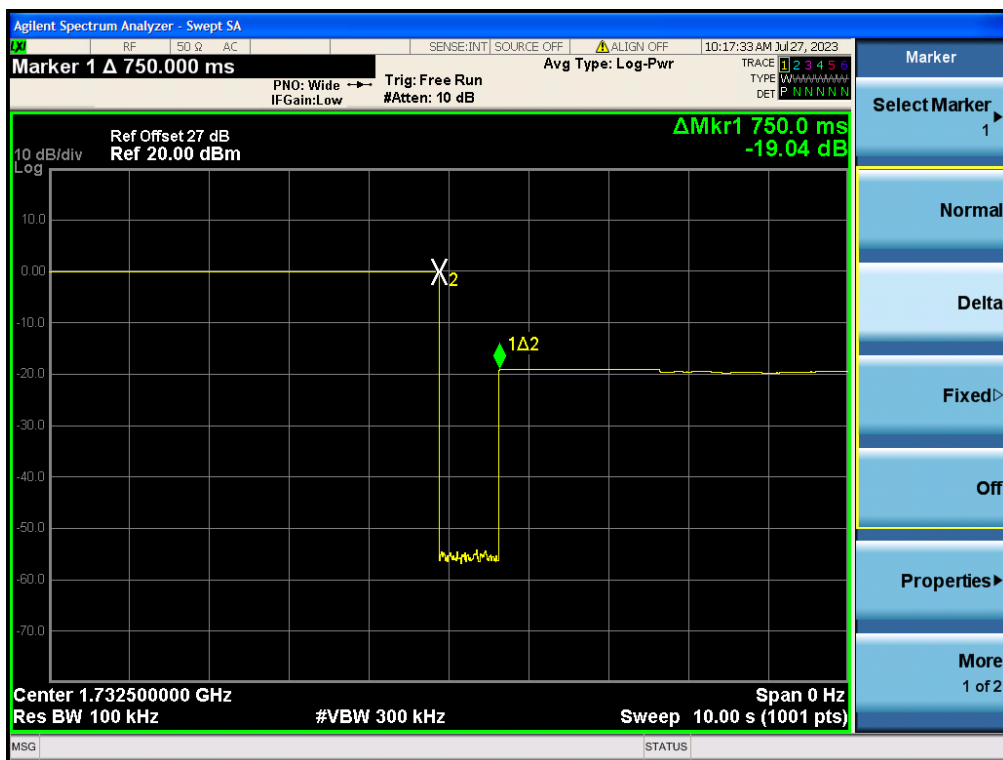 Agilent Spectrum Analyzer - Swept SA
LXI RF 50 Ω AC SENSE:INT SOURCE OFF ALIGN OFF 10:17:33 AM Jul 27, 2023
Marker 1 Δ 750.000 ms
PNO: Wide
IFGain:Low
Trig: Free Run
#Atten: 10 dB
Avg Type: Log-Pwr
TRACE 1 2 3 4 5 6
TYPE WWWWWW
DET P N N N N N
ΔMkr1 750.0 ms
-19.04 dB
Ref Offset 27 dB
10 dB/div Ref 20.00 dBm
Log
10.0
0.00
-10.0
-20.0
-30.0
-40.0
-50.0
-60.0
-70.0
2
1Δ2
Center 1.732500000 GHz Span 0 Hz
Res BW 100 kHz #VBW 300 kHz Sweep 10.00 s (1001 pts)
MSG STATUS
Marker
Select Marker
1
Normal
Delta
Fixed
Off
Properties
More
1 of 2